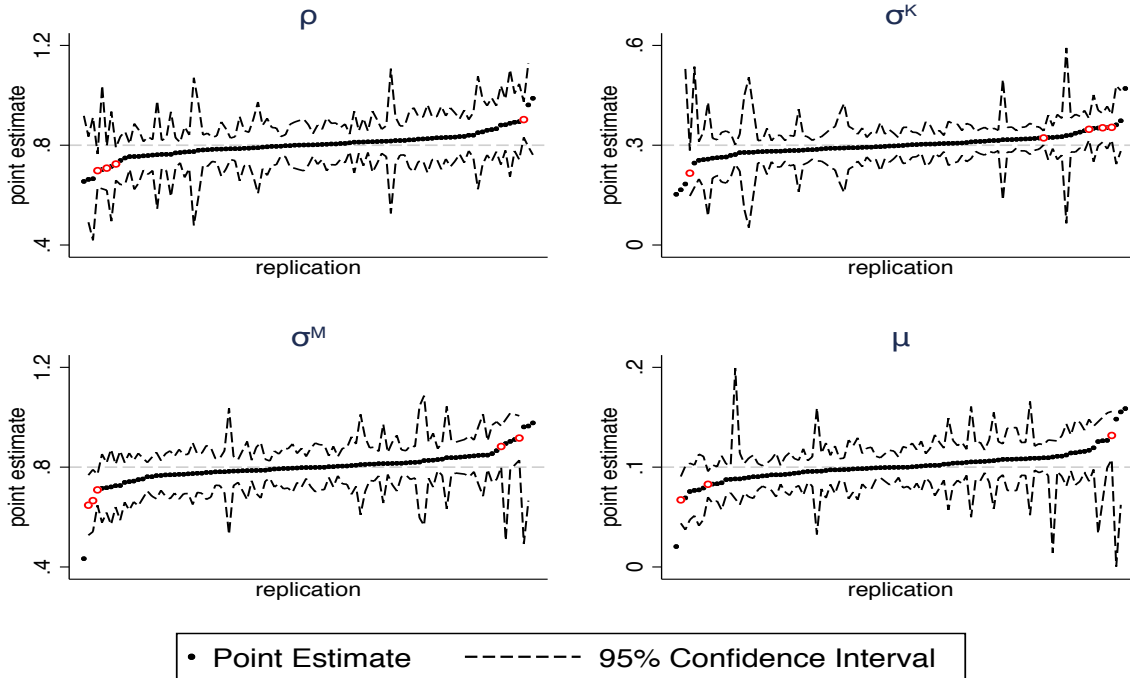 ρ
point estimate
1.2
.8
.4
replication
σᴷ
point estimate
.6
.3
0
replication
σᴹ
point estimate
1.2
.8
.4
replication
μ
point estimate
.2
.1
0
replication
Point Estimate 95% Confidence Interval